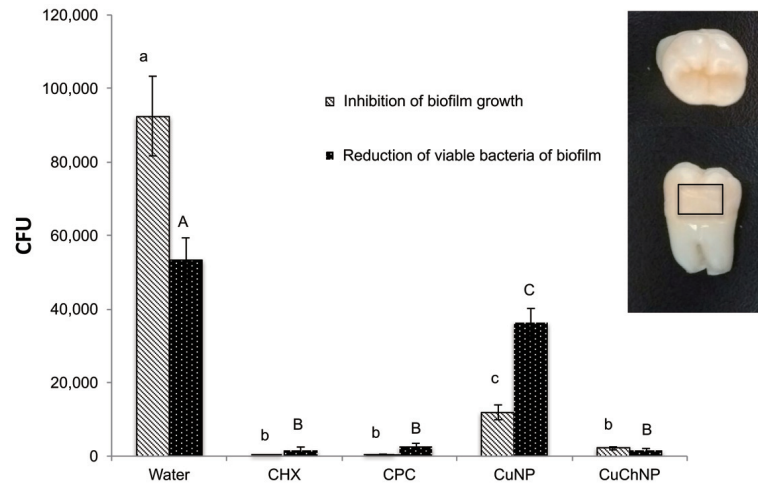 120,000
100,000
80,000
60,000
40,000
20,000
0
CFU
Inhibition of biofilm growth
Reduction of viable bacteria of biofilm
a
A
b
B
b
B
c
C
b
B
Water
CHX
CPC
CuNP
CuChNP